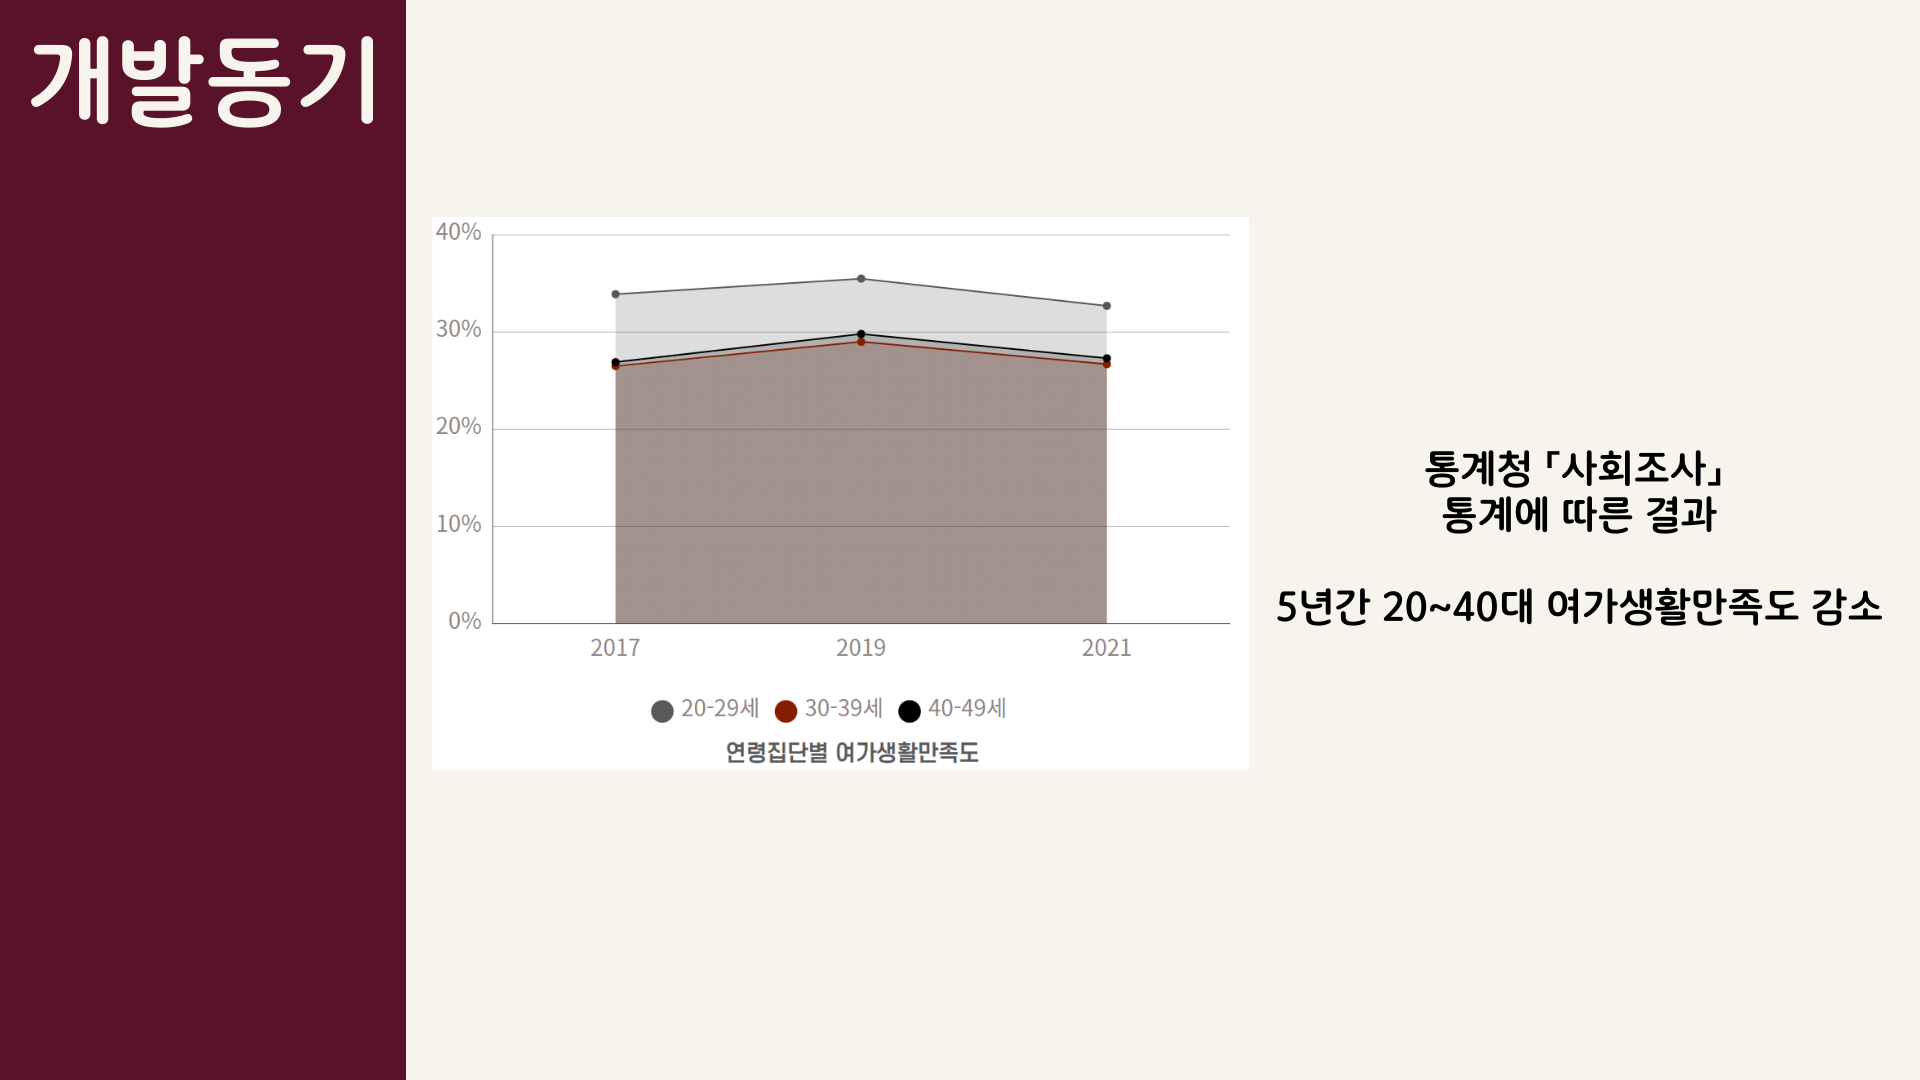 개발동기
40%
30%
20%
10%
0%
2017 2019 2021
20-29세 30-39세 40-49세
연령집단별 여가생활만족도
통계청 「사회조사」
통계에 따른 결과
5년간 20~40대 여가생활만족도 감소